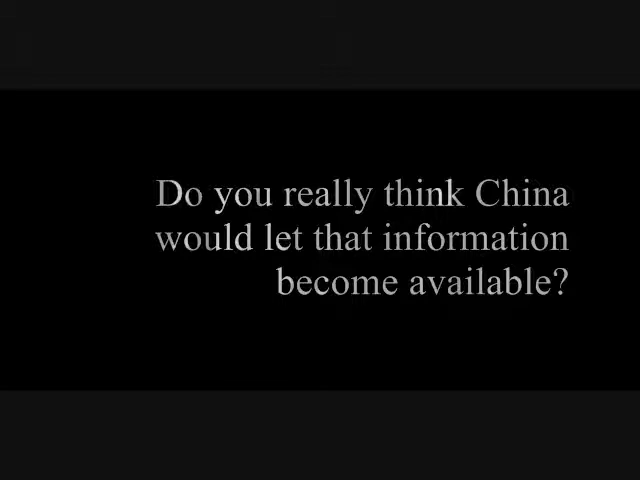 Do you really think China
would let that information
become available?